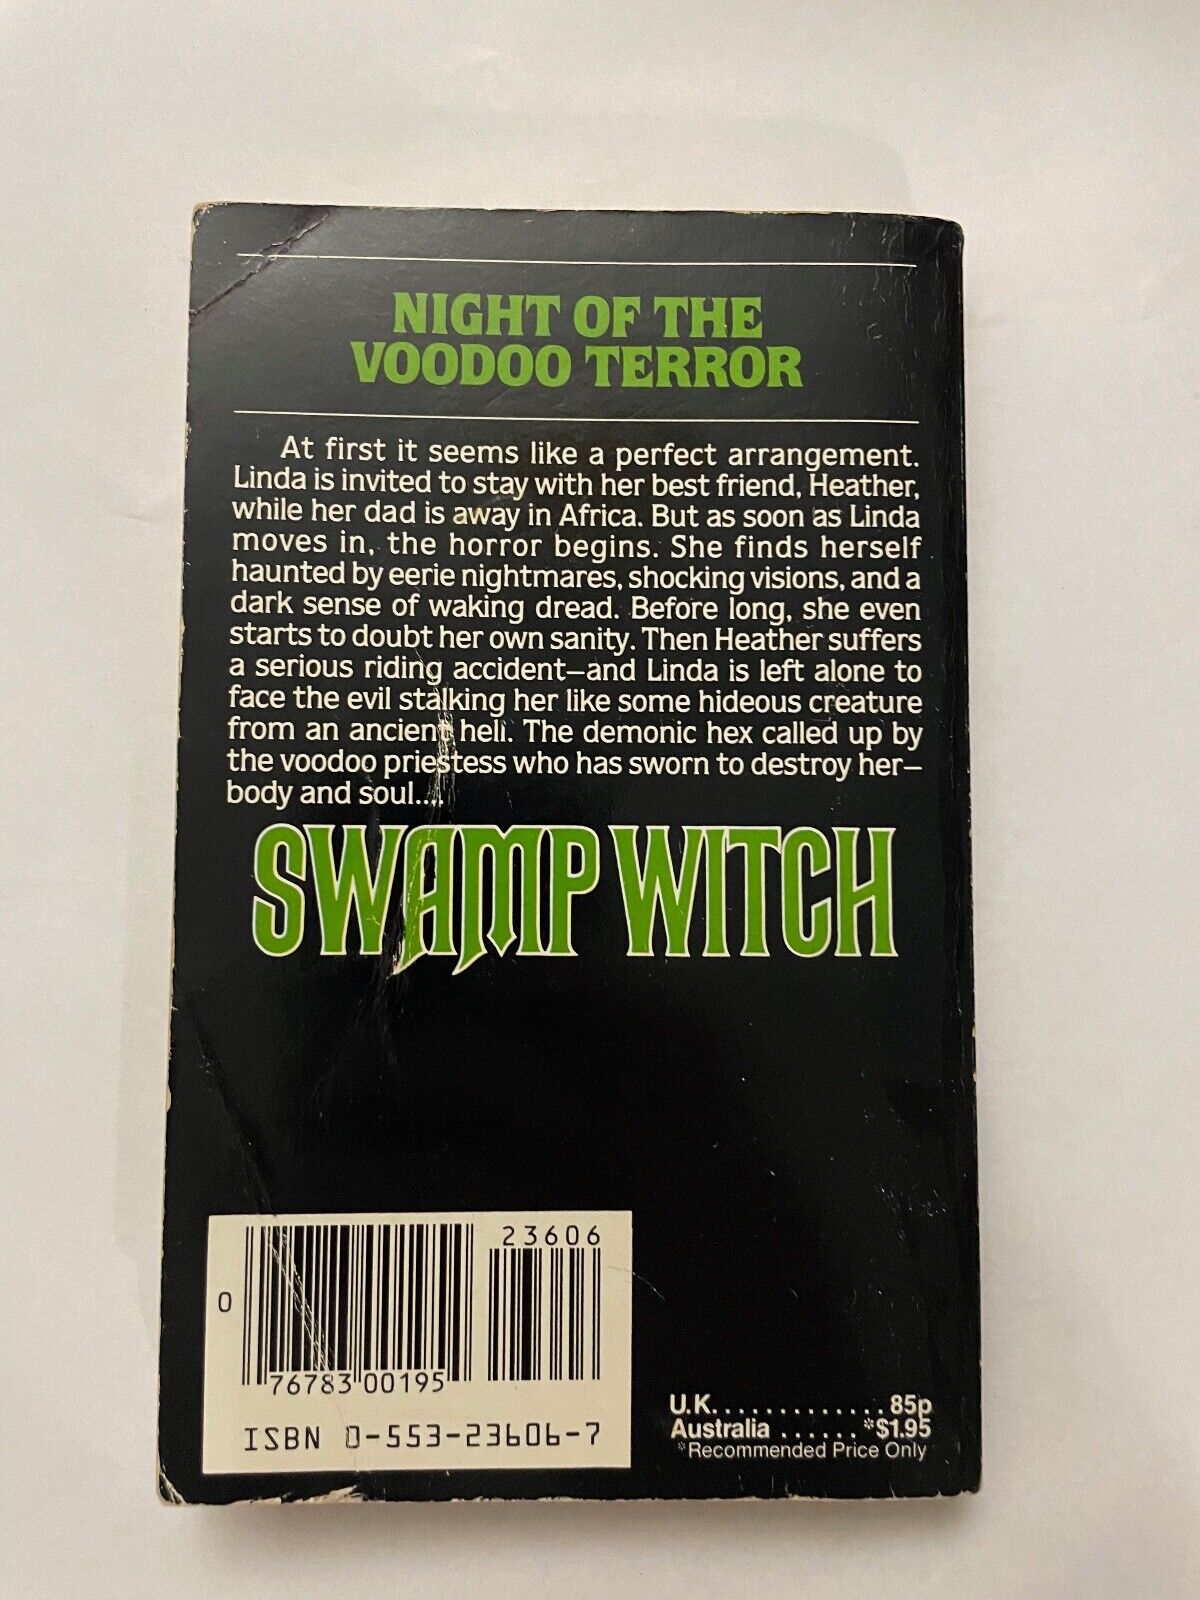 NIGHT OF THE
VOODOO TERROR
At first it seems like a perfect arrangement.
Linda is invited to stay with her best friend, Heather,
while her dad is away in Africa. But as soon as Linda
moves in, the horror begins. She finds herself
haunted by eerie nightmares, shocking visions, and a
dark sense of waking dread. Before long, she even
starts to doubt her own sanity. Then Heather suffers
a serious riding accident—and Linda is left alone to
face the evil stalking her like some hideous creature
from an ancient hell. The demonic hex called up by
the voodoo priestess who has sworn to destroy her—
body and soul....
SWAMP WITCH
23606
0
76783 00195
ISBN 0-553-23606-7
U.K. . . . . . . . . . . . . . 85p
Australia . . . . . . *$1.95
*Recommended Price Only